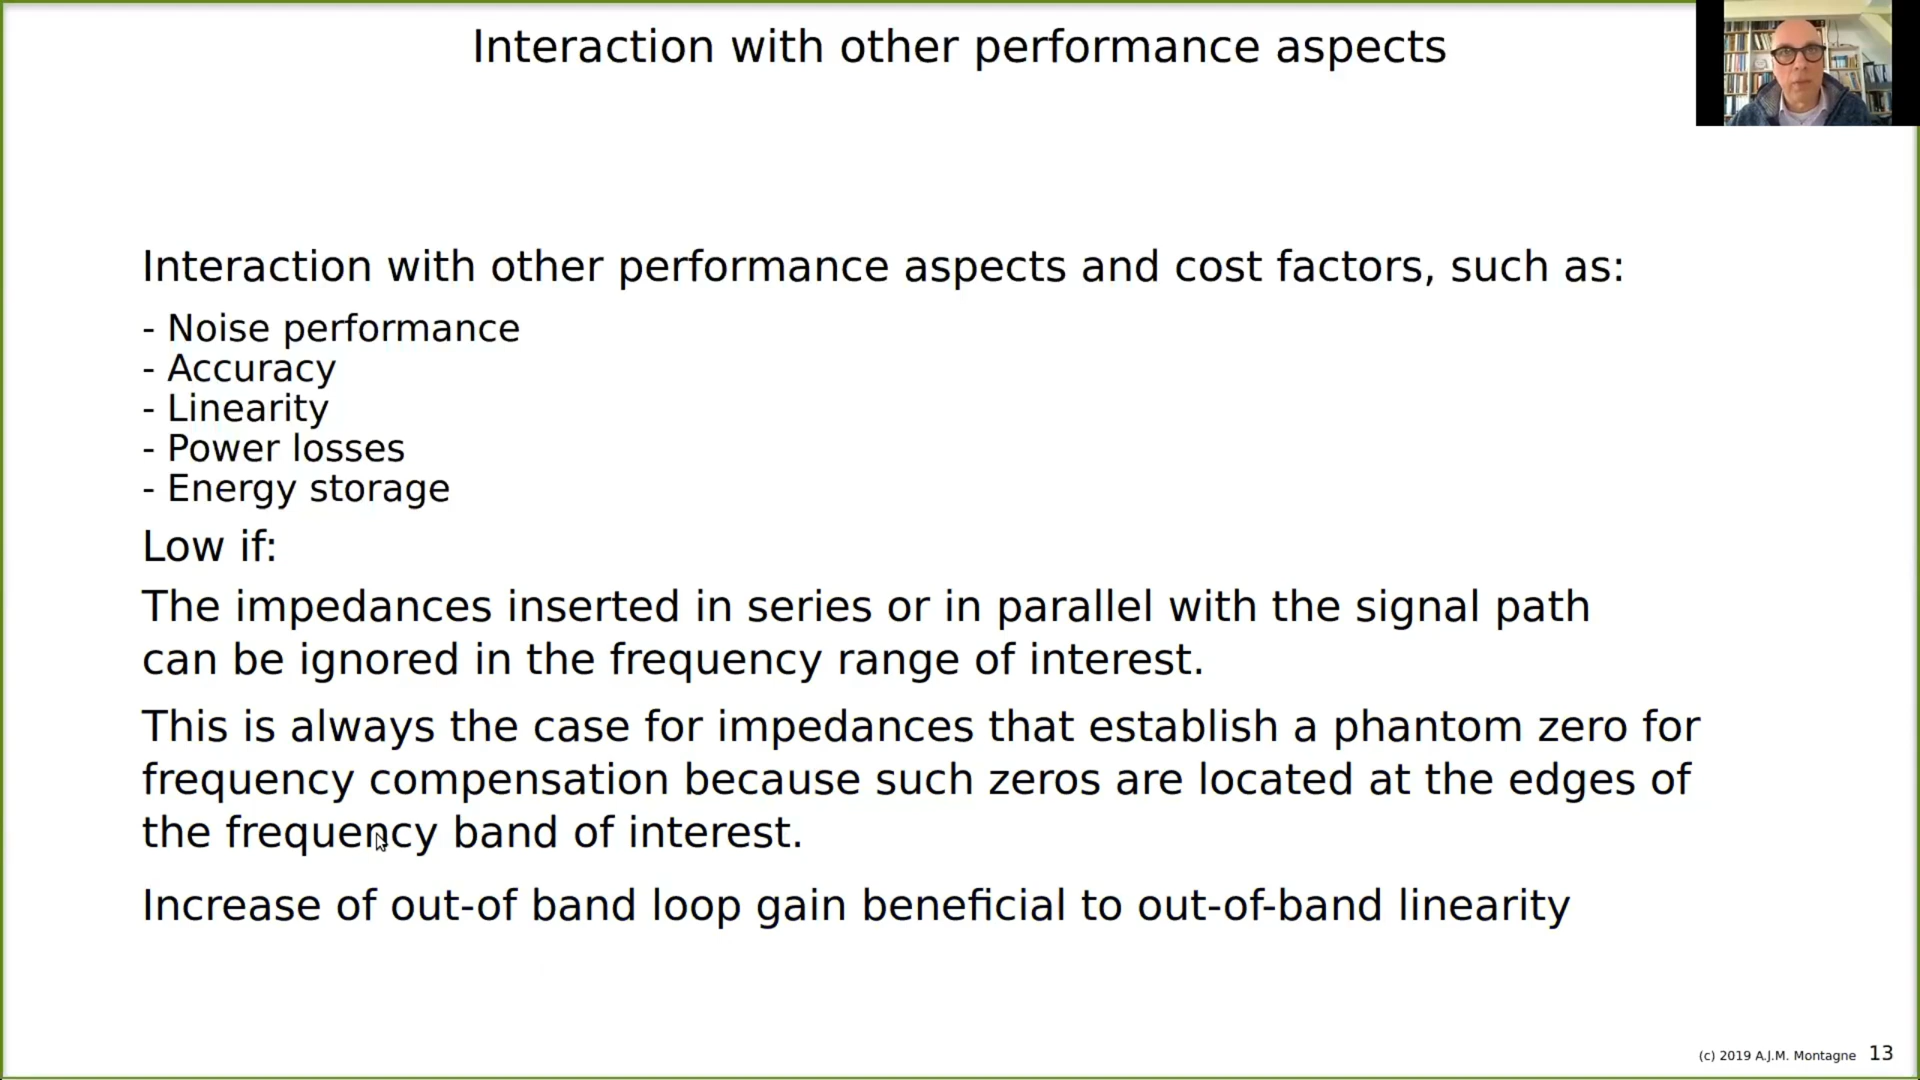 Interaction with other performance aspects
Interaction with other performance aspects and cost factors, such as:
- Noise performance
- Accuracy
- Linearity
- Power losses
- Energy storage
Low if:
The impedances inserted in series or in parallel with the signal path
can be ignored in the frequency range of interest.
This is always the case for impedances that establish a phantom zero for
frequency compensation because such zeros are located at the edges of
the frequency band of interest.
Increase of out-of band loop gain beneficial to out-of-band linearity
(c) 2019 A.J.M. Montagne 13